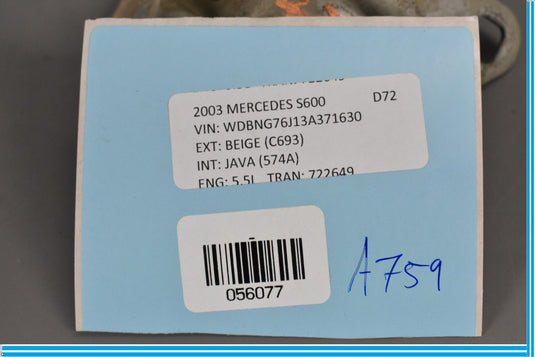 2003 MERCEDES S600 D72
VIN: WDBNG76J13A371630
EXT: BEIGE (C693)
INT: JAVA (574A)
ENG: 5.5L TRAN: 722649
056077
A759